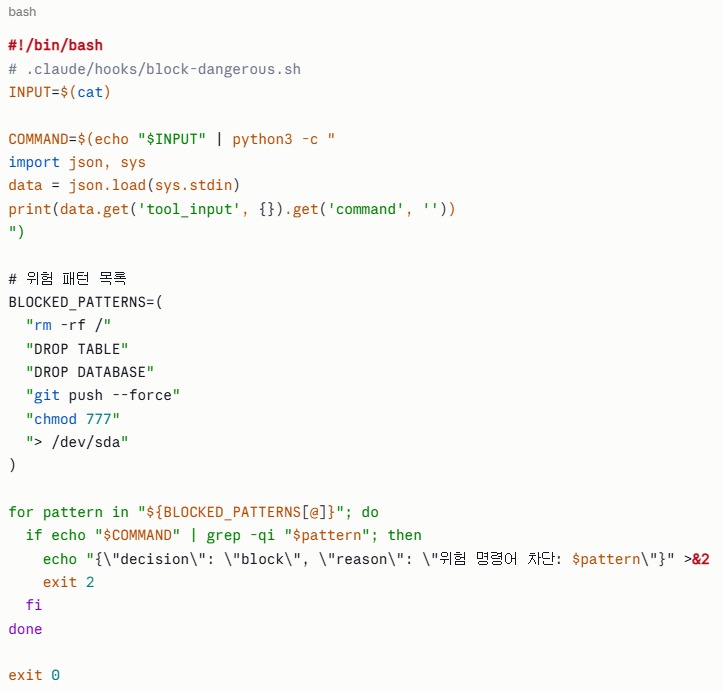 bash
#!/bin/bash
# .claude/hooks/block-dangerous.sh
INPUT=$(cat)
COMMAND=$(echo "$INPUT" | python3 -c "
import json, sys
data = json.load(sys.stdin)
print(data.get('tool_input', {}).get('command', ''))
")
# 위험 패턴 목록
BLOCKED_PATTERNS=(
  "rm -rf /"
  "DROP TABLE"
  "DROP DATABASE"
  "git push --force"
  "chmod 777"
  "> /dev/sda"
)
for pattern in "${BLOCKED_PATTERNS[@]}"; do
  if echo "$COMMAND" | grep -qi "$pattern"; then
    echo "{\"decision\": \"block\", \"reason\": \"위험 명령어 차단: $pattern\"}" >&2
    exit 2
  fi
done
exit 0